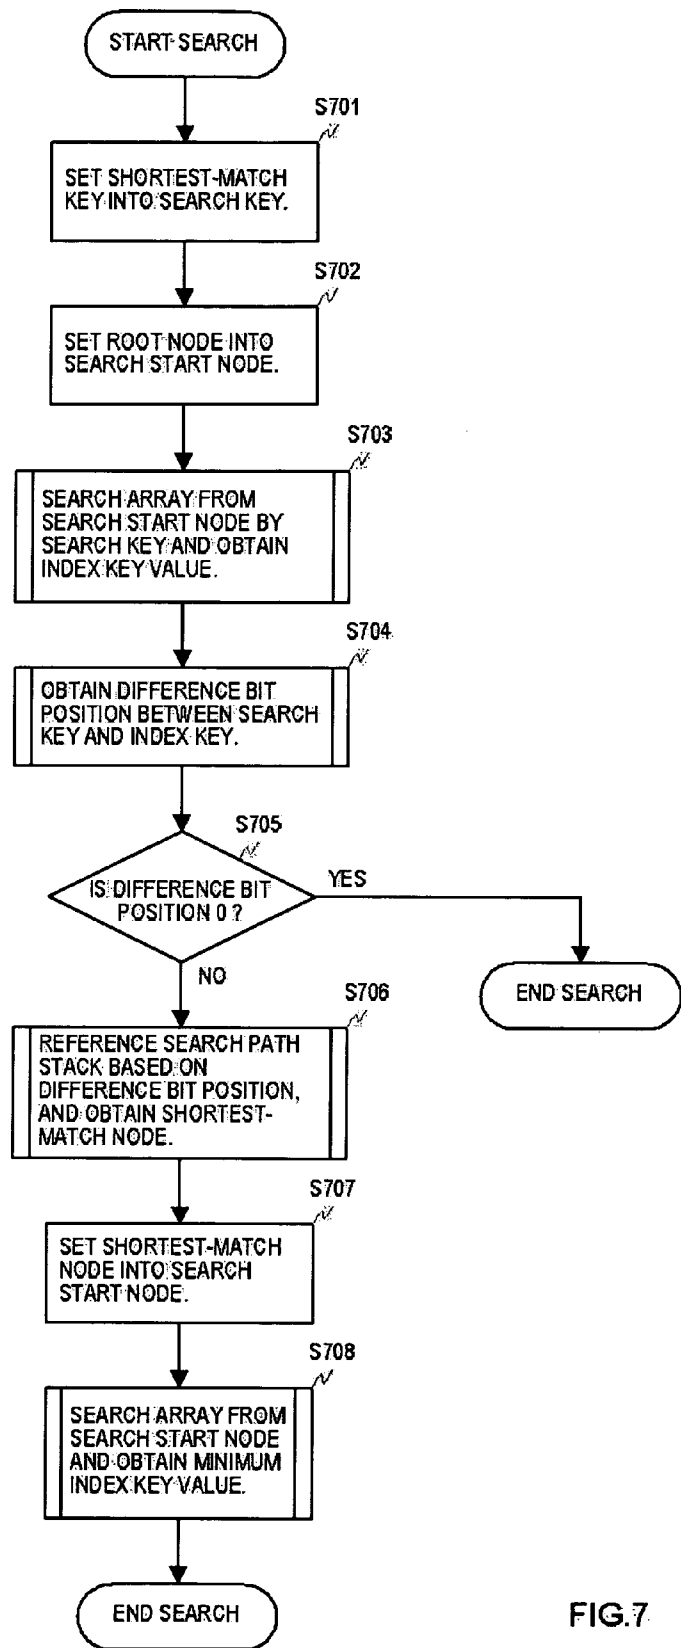 START SEARCH
S701
SET SHORTEST-MATCH
KEY INTO SEARCH KEY.
S702
SET ROOT NODE INTO
SEARCH START NODE.
S703
SEARCH ARRAY FROM
SEARCH START NODE BY
SEARCH KEY AND OBTAIN
INDEX KEY VALUE.
S704
OBTAIN DIFFERENCE BIT
POSITION BETWEEN SEARCH
KEY AND INDEX KEY.
S705
IS DIFFERENCE BIT
POSITION 0 ?
YES
NO
END SEARCH
S706
REFERENCE SEARCH PATH
STACK BASED ON
DIFFERENCE BIT POSITION,
AND OBTAIN SHORTEST-
MATCH NODE.
S707
SET SHORTEST-MATCH
NODE INTO SEARCH
START NODE.
S708
SEARCH ARRAY FROM
SEARCH START NODE
AND OBTAIN MINIMUM
INDEX KEY VALUE.
END SEARCH
FIG.7